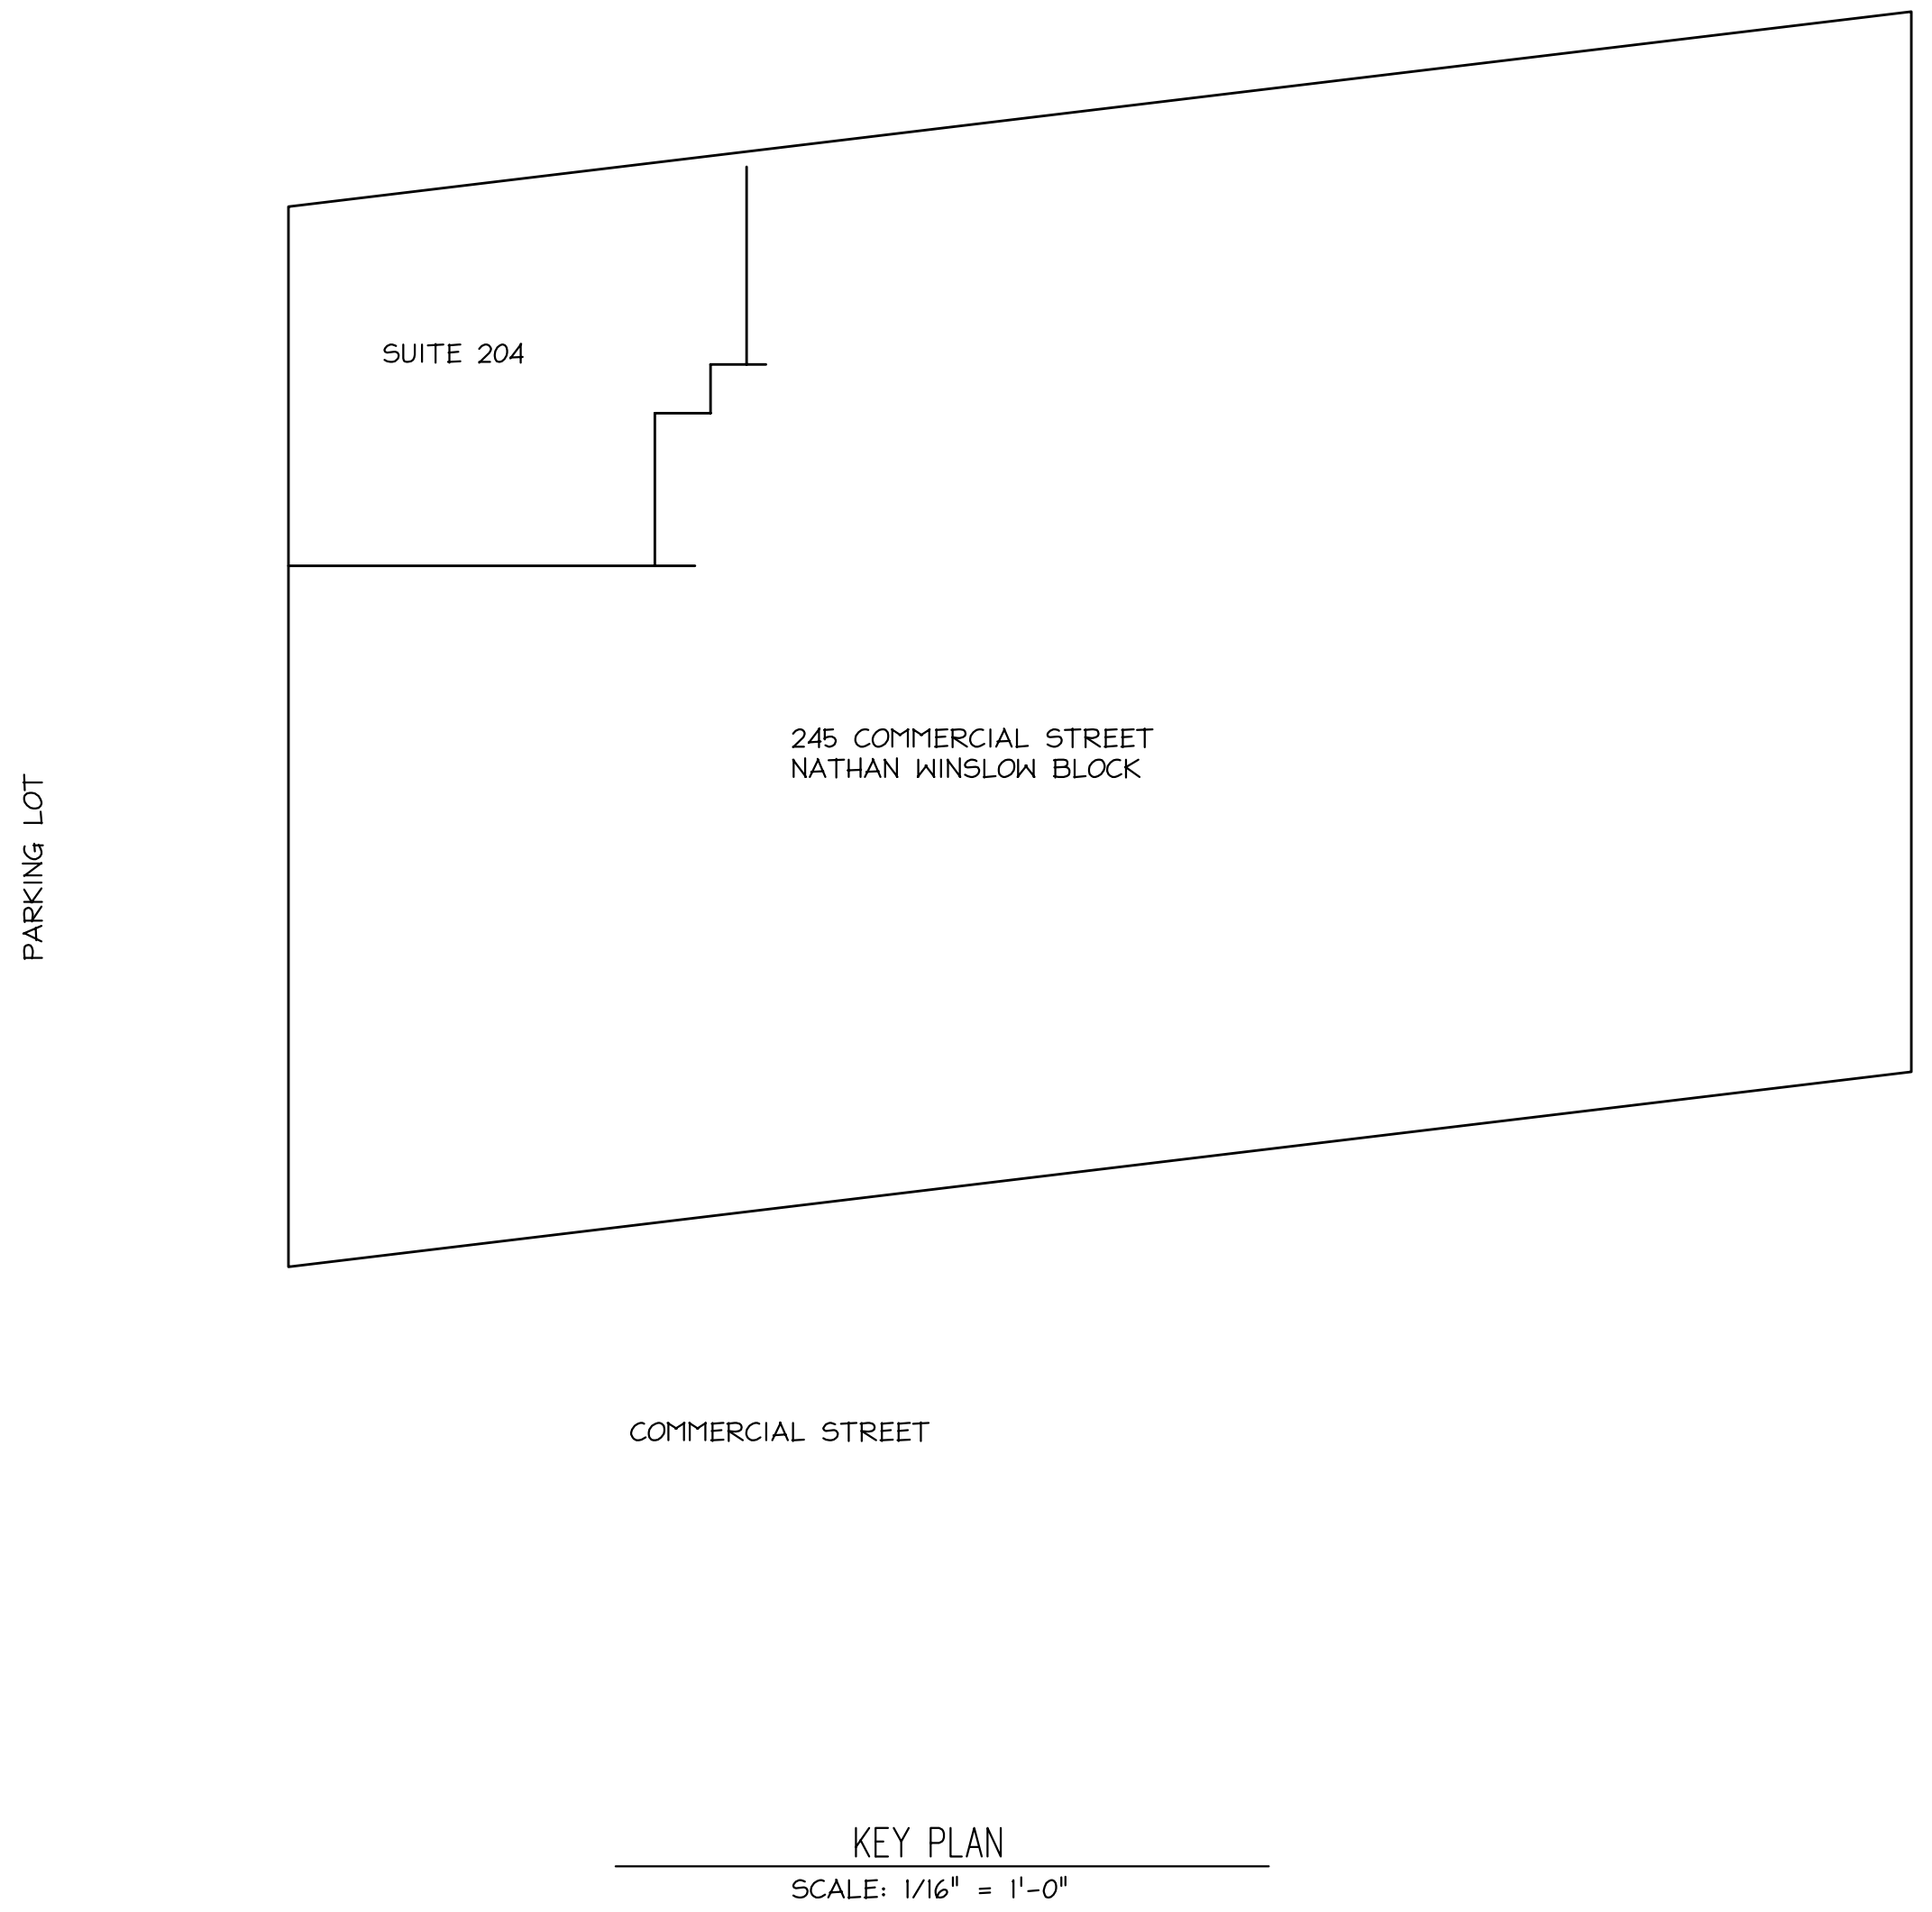 SUITE 204
245 COMMERCIAL STREET
NATHAN WINSLOW BLOCK
PARKING LOT
COMMERCIAL STREET
KEY PLAN
SCALE: 1/16" = 1'-0"